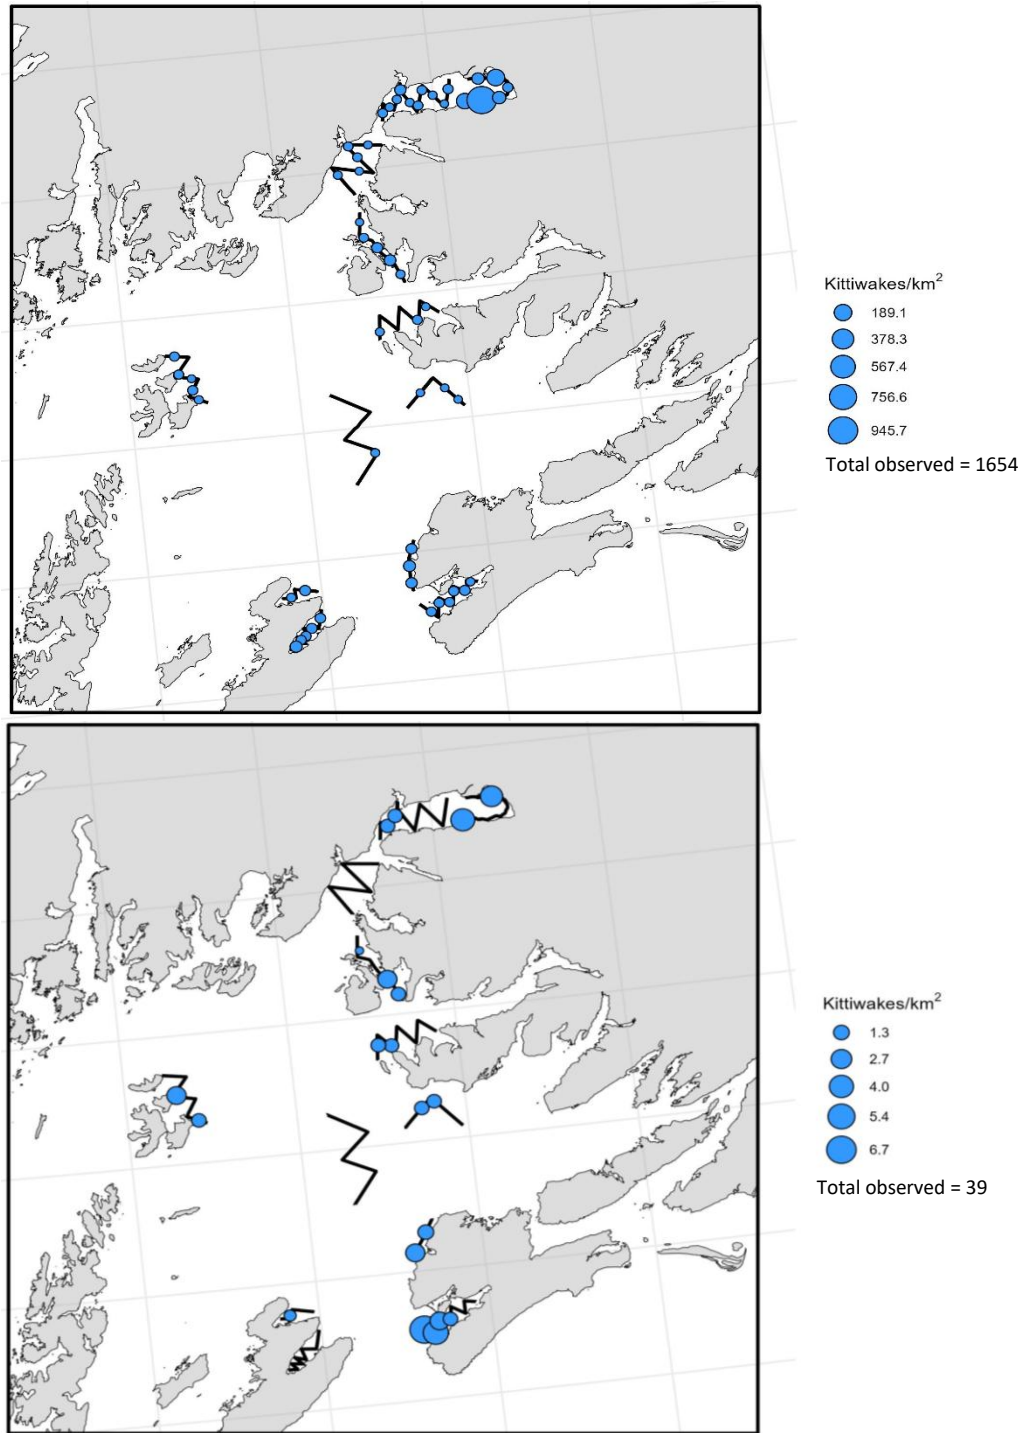 Kittiwakes/km²
189.1
378.3
567.4
756.6
945.7
Total observed = 1654
Kittiwakes/km²
1.3
2.7
4.0
5.4
6.7
Total observed = 39